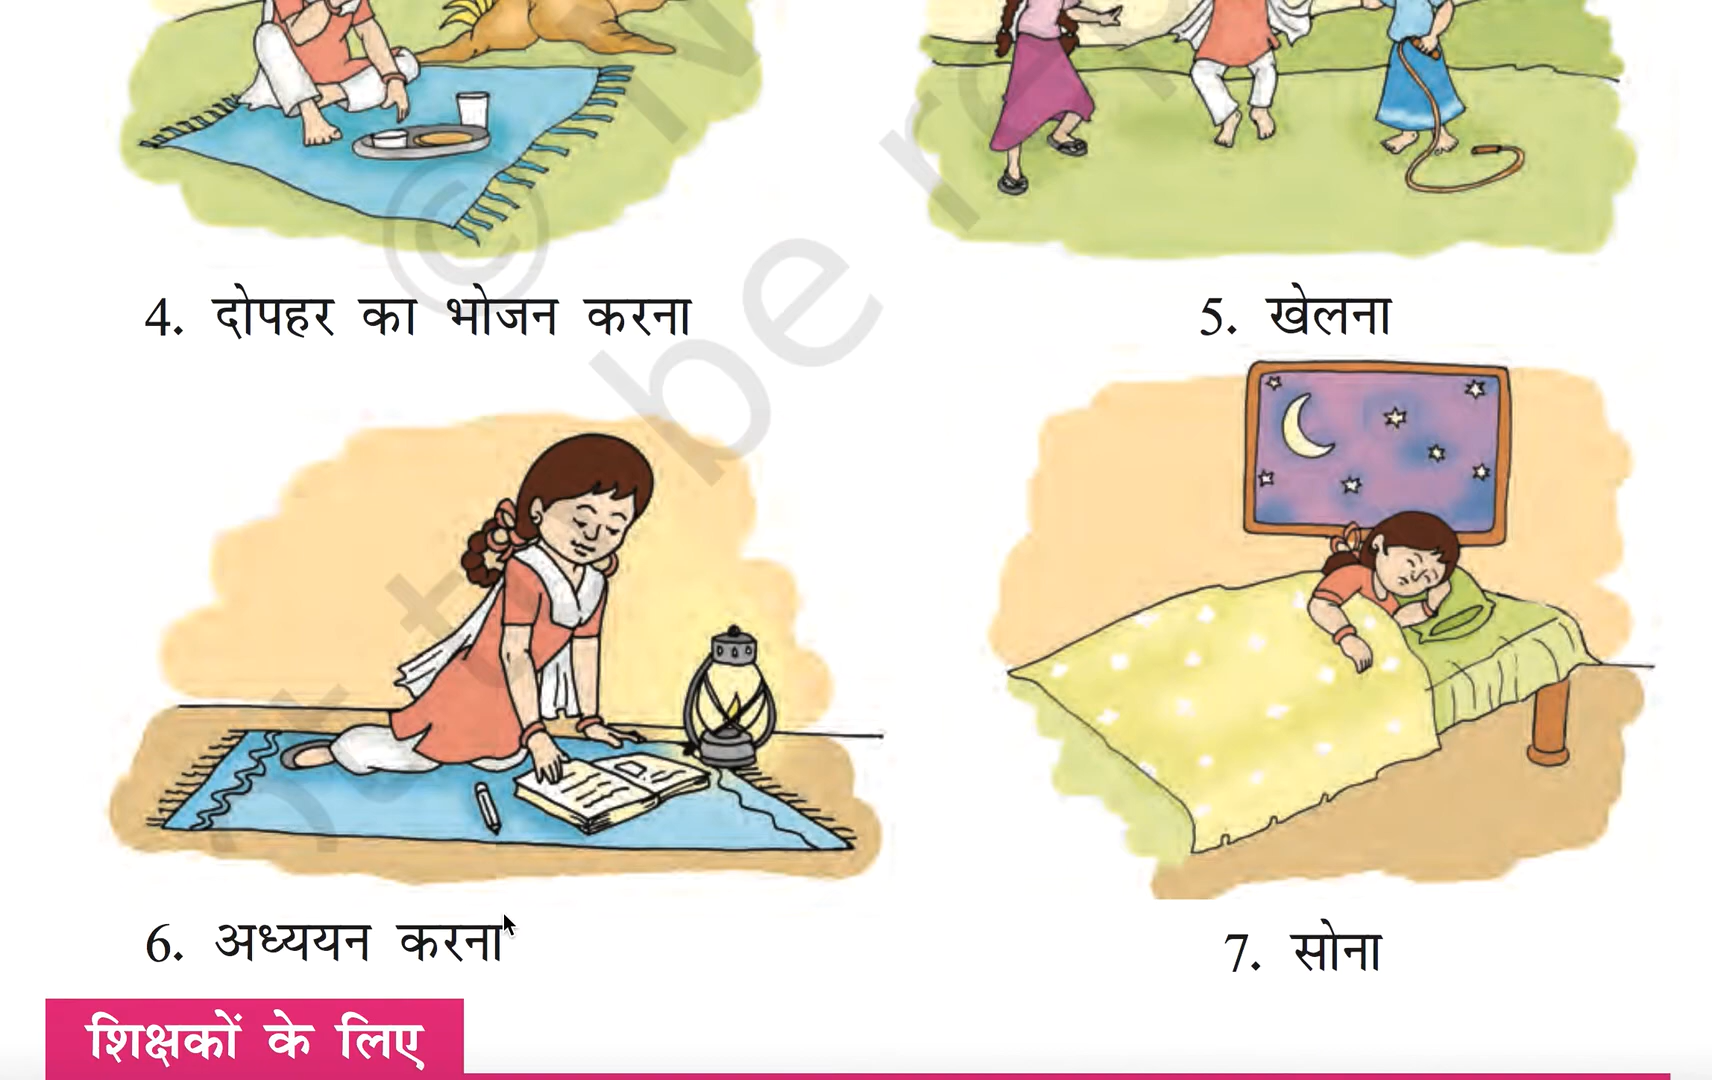 4. दोपहर का भोजन करना
5. खेलना
6. अध्ययन करना
7. सोना
शिक्षकों के लिए